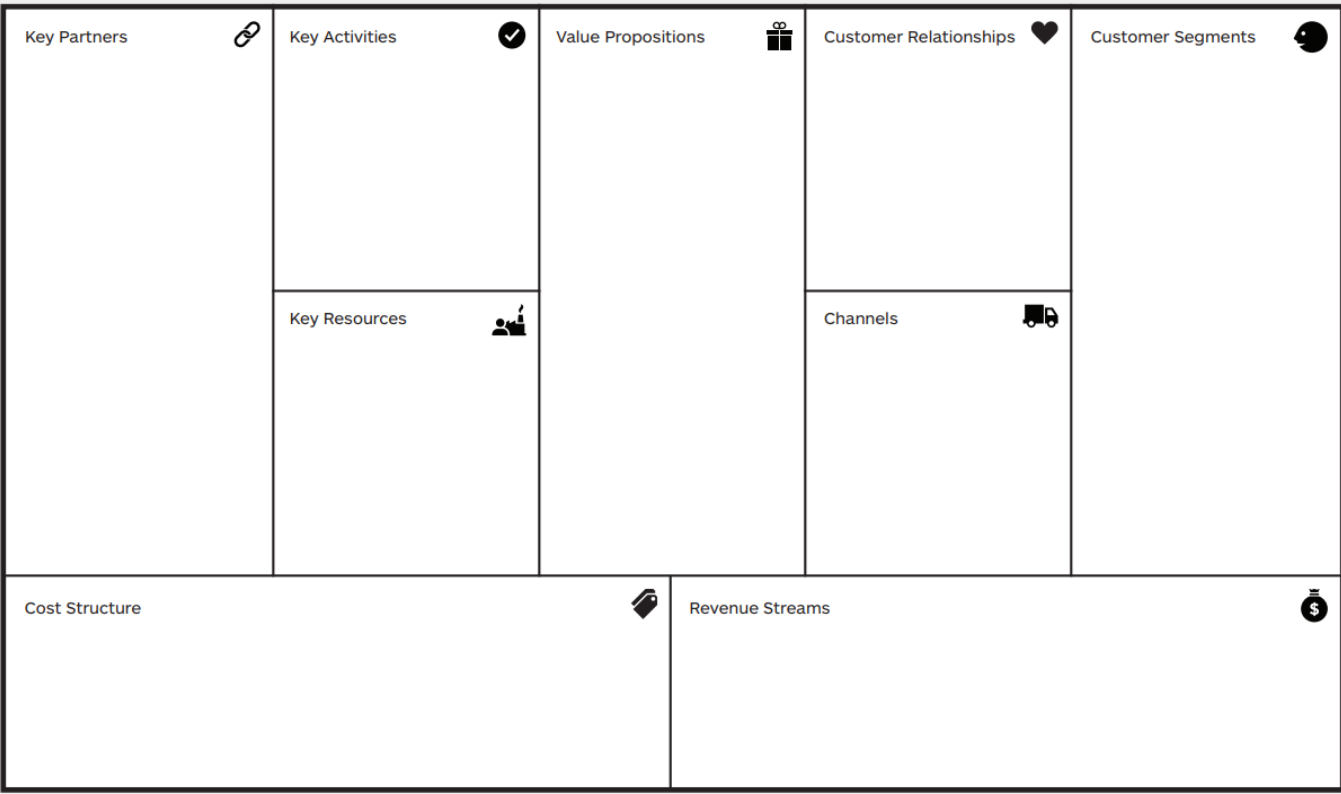 Key Partners
Key Activities
Value Propositions
Customer Relationships
Customer Segments
Key Resources
Channels
Cost Structure
Revenue Streams
$